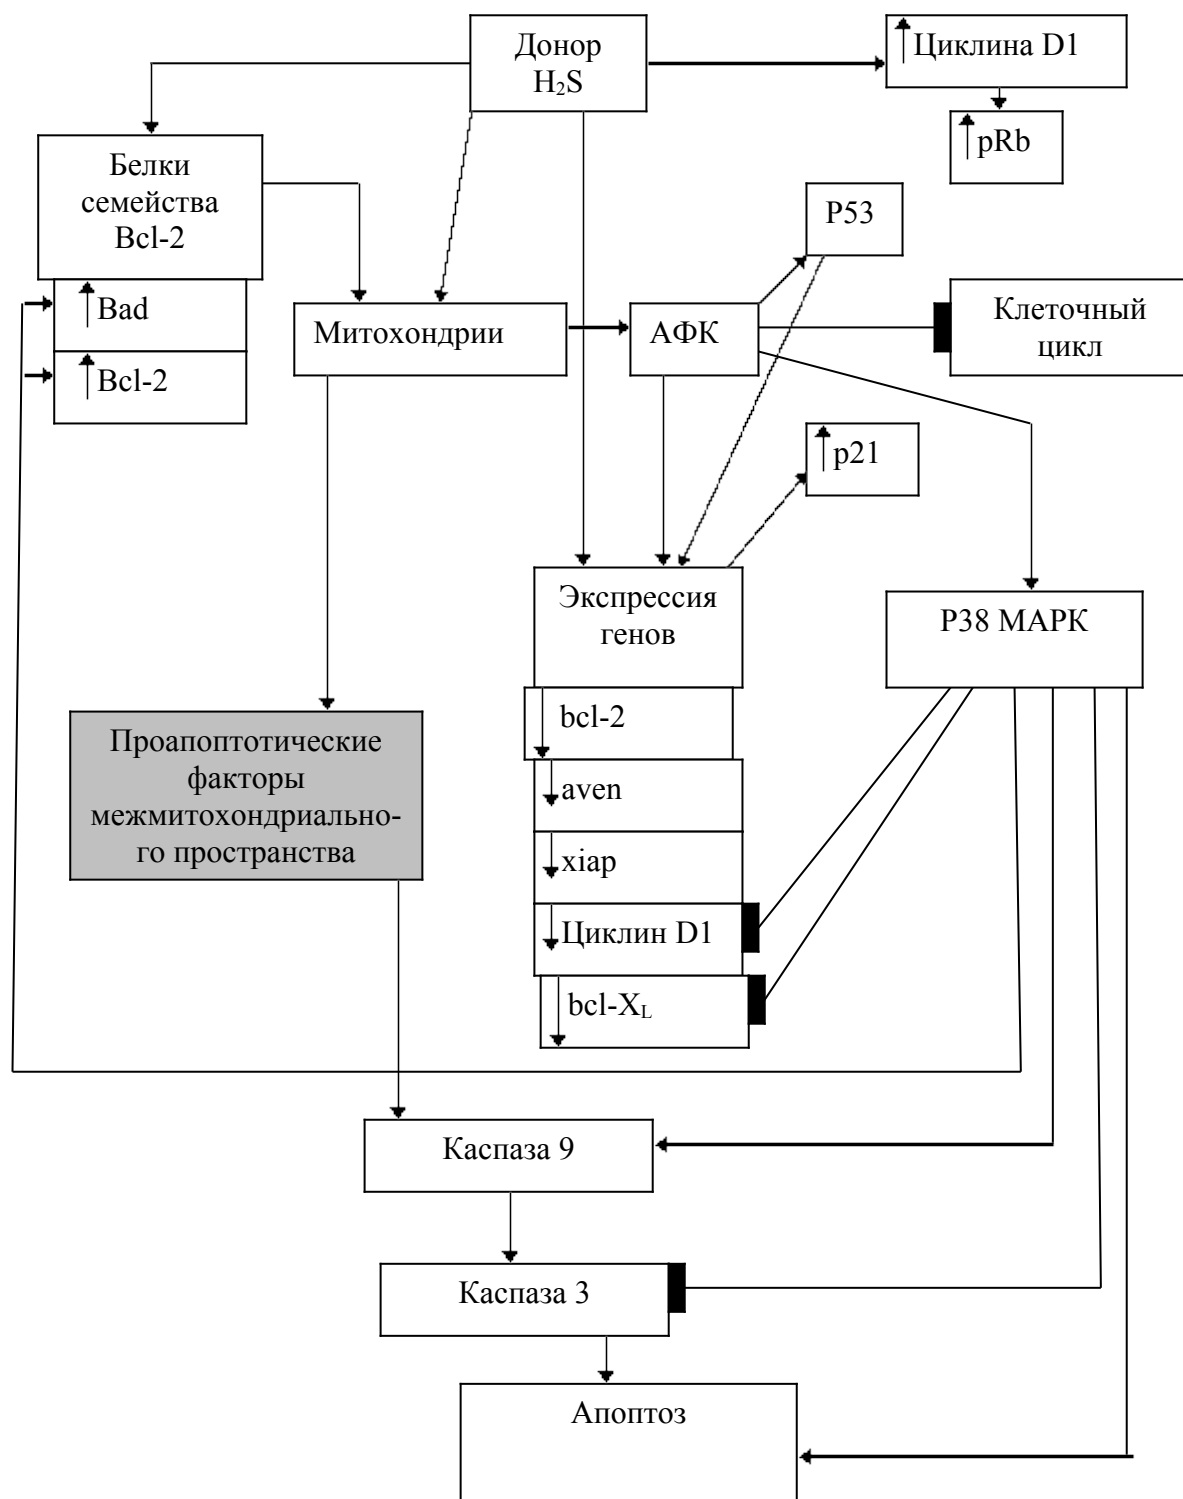 Донор
H₂S
Циклина D1
pRb
Белки
семейства
Bcl-2
P53
Bad
Bcl-2
Митохондрии
АФК
Клеточный
цикл
p21
Экспрессия
генов
P38 МАРК
bcl-2
aven
xiap
Циклин D1
bcl-X_L
Проапоптотические
факторы
межмитохондриально-
го пространства
Каспаза 9
Каспаза 3
Апоптоз